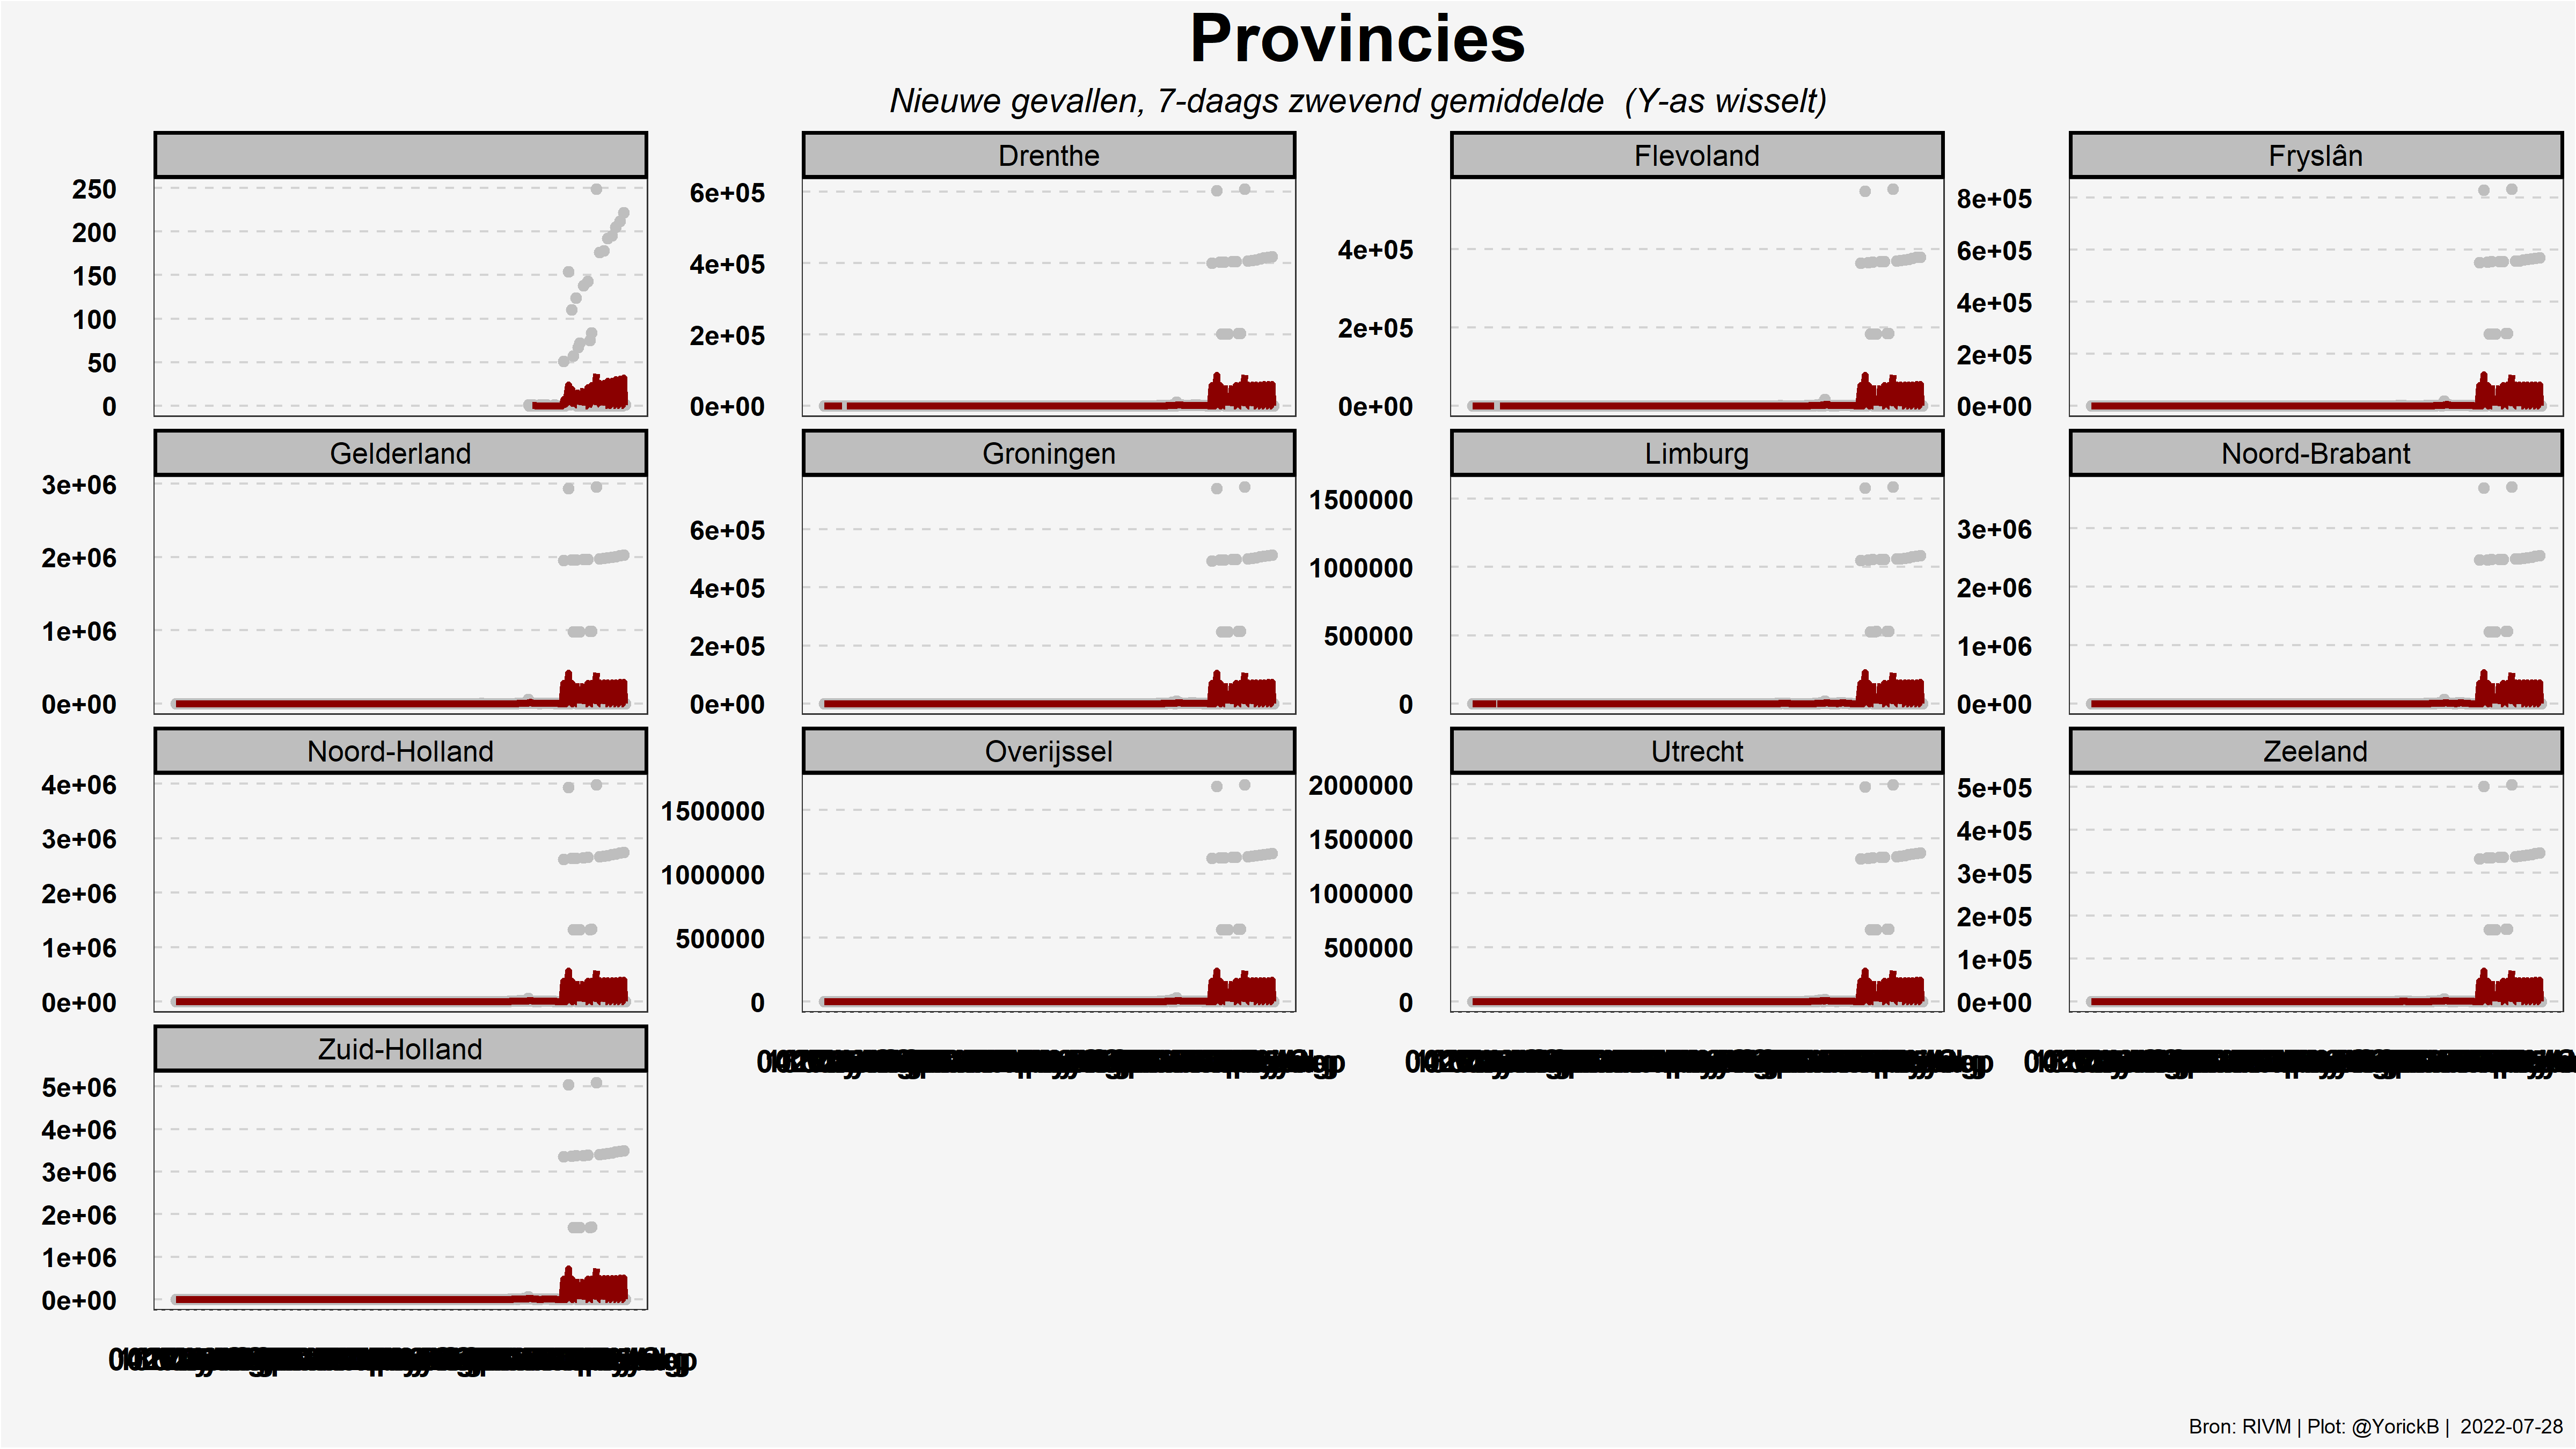 Provincies
Nieuwe gevallen, 7-daags zwevend gemiddelde (Y-as wisselt)
Drenthe
Flevoland
Fryslân
250
200
150
100
50
0
6e+05
4e+05
2e+05
0e+00
4e+05
2e+05
0e+00
8e+05
6e+05
4e+05
2e+05
0e+00
Gelderland
Groningen
Limburg
Noord-Brabant
3e+06
2e+06
1e+06
0e+00
6e+05
4e+05
2e+05
0e+00
1500000
1000000
500000
0
3e+06
2e+06
1e+06
0e+00
Noord-Holland
Overijssel
Utrecht
Zeeland
4e+06
3e+06
2e+06
1e+06
0e+00
1500000
1000000
500000
0
2000000
1500000
1000000
500000
0
5e+05
4e+05
3e+05
2e+05
1e+05
0e+00
Zuid-Holland
5e+06
4e+06
3e+06
2e+06
1e+06
0e+00
Bron: RIVM | Plot: @YorickB | 2022-07-28